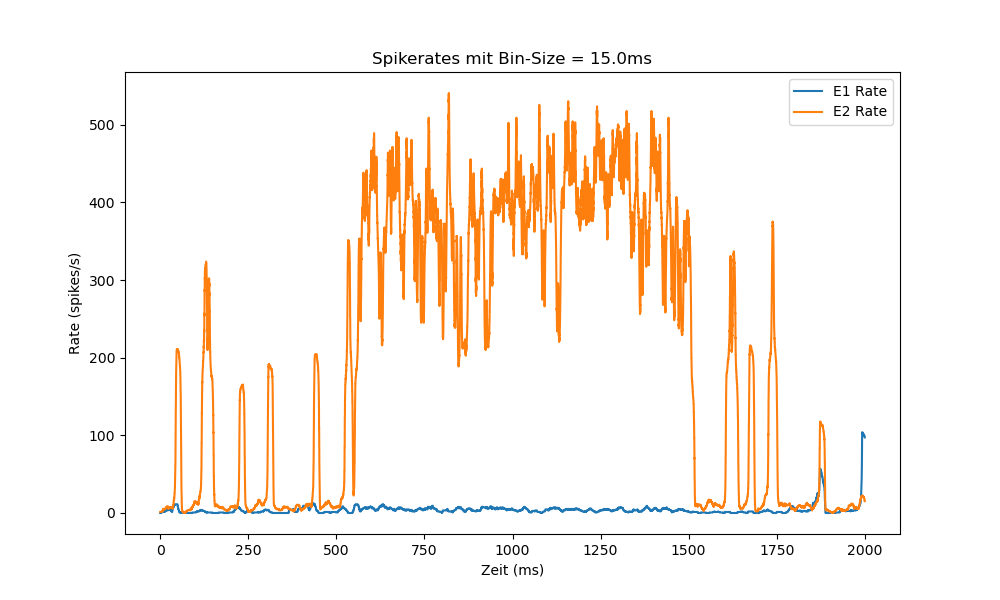 Spikerates mit Bin-Size = 15.0ms
E1 Rate
E2 Rate
500
400
300
200
100
0
Rate (spikes/s)
0 250 500 750 1000 1250 1500 1750 2000
Zeit (ms)